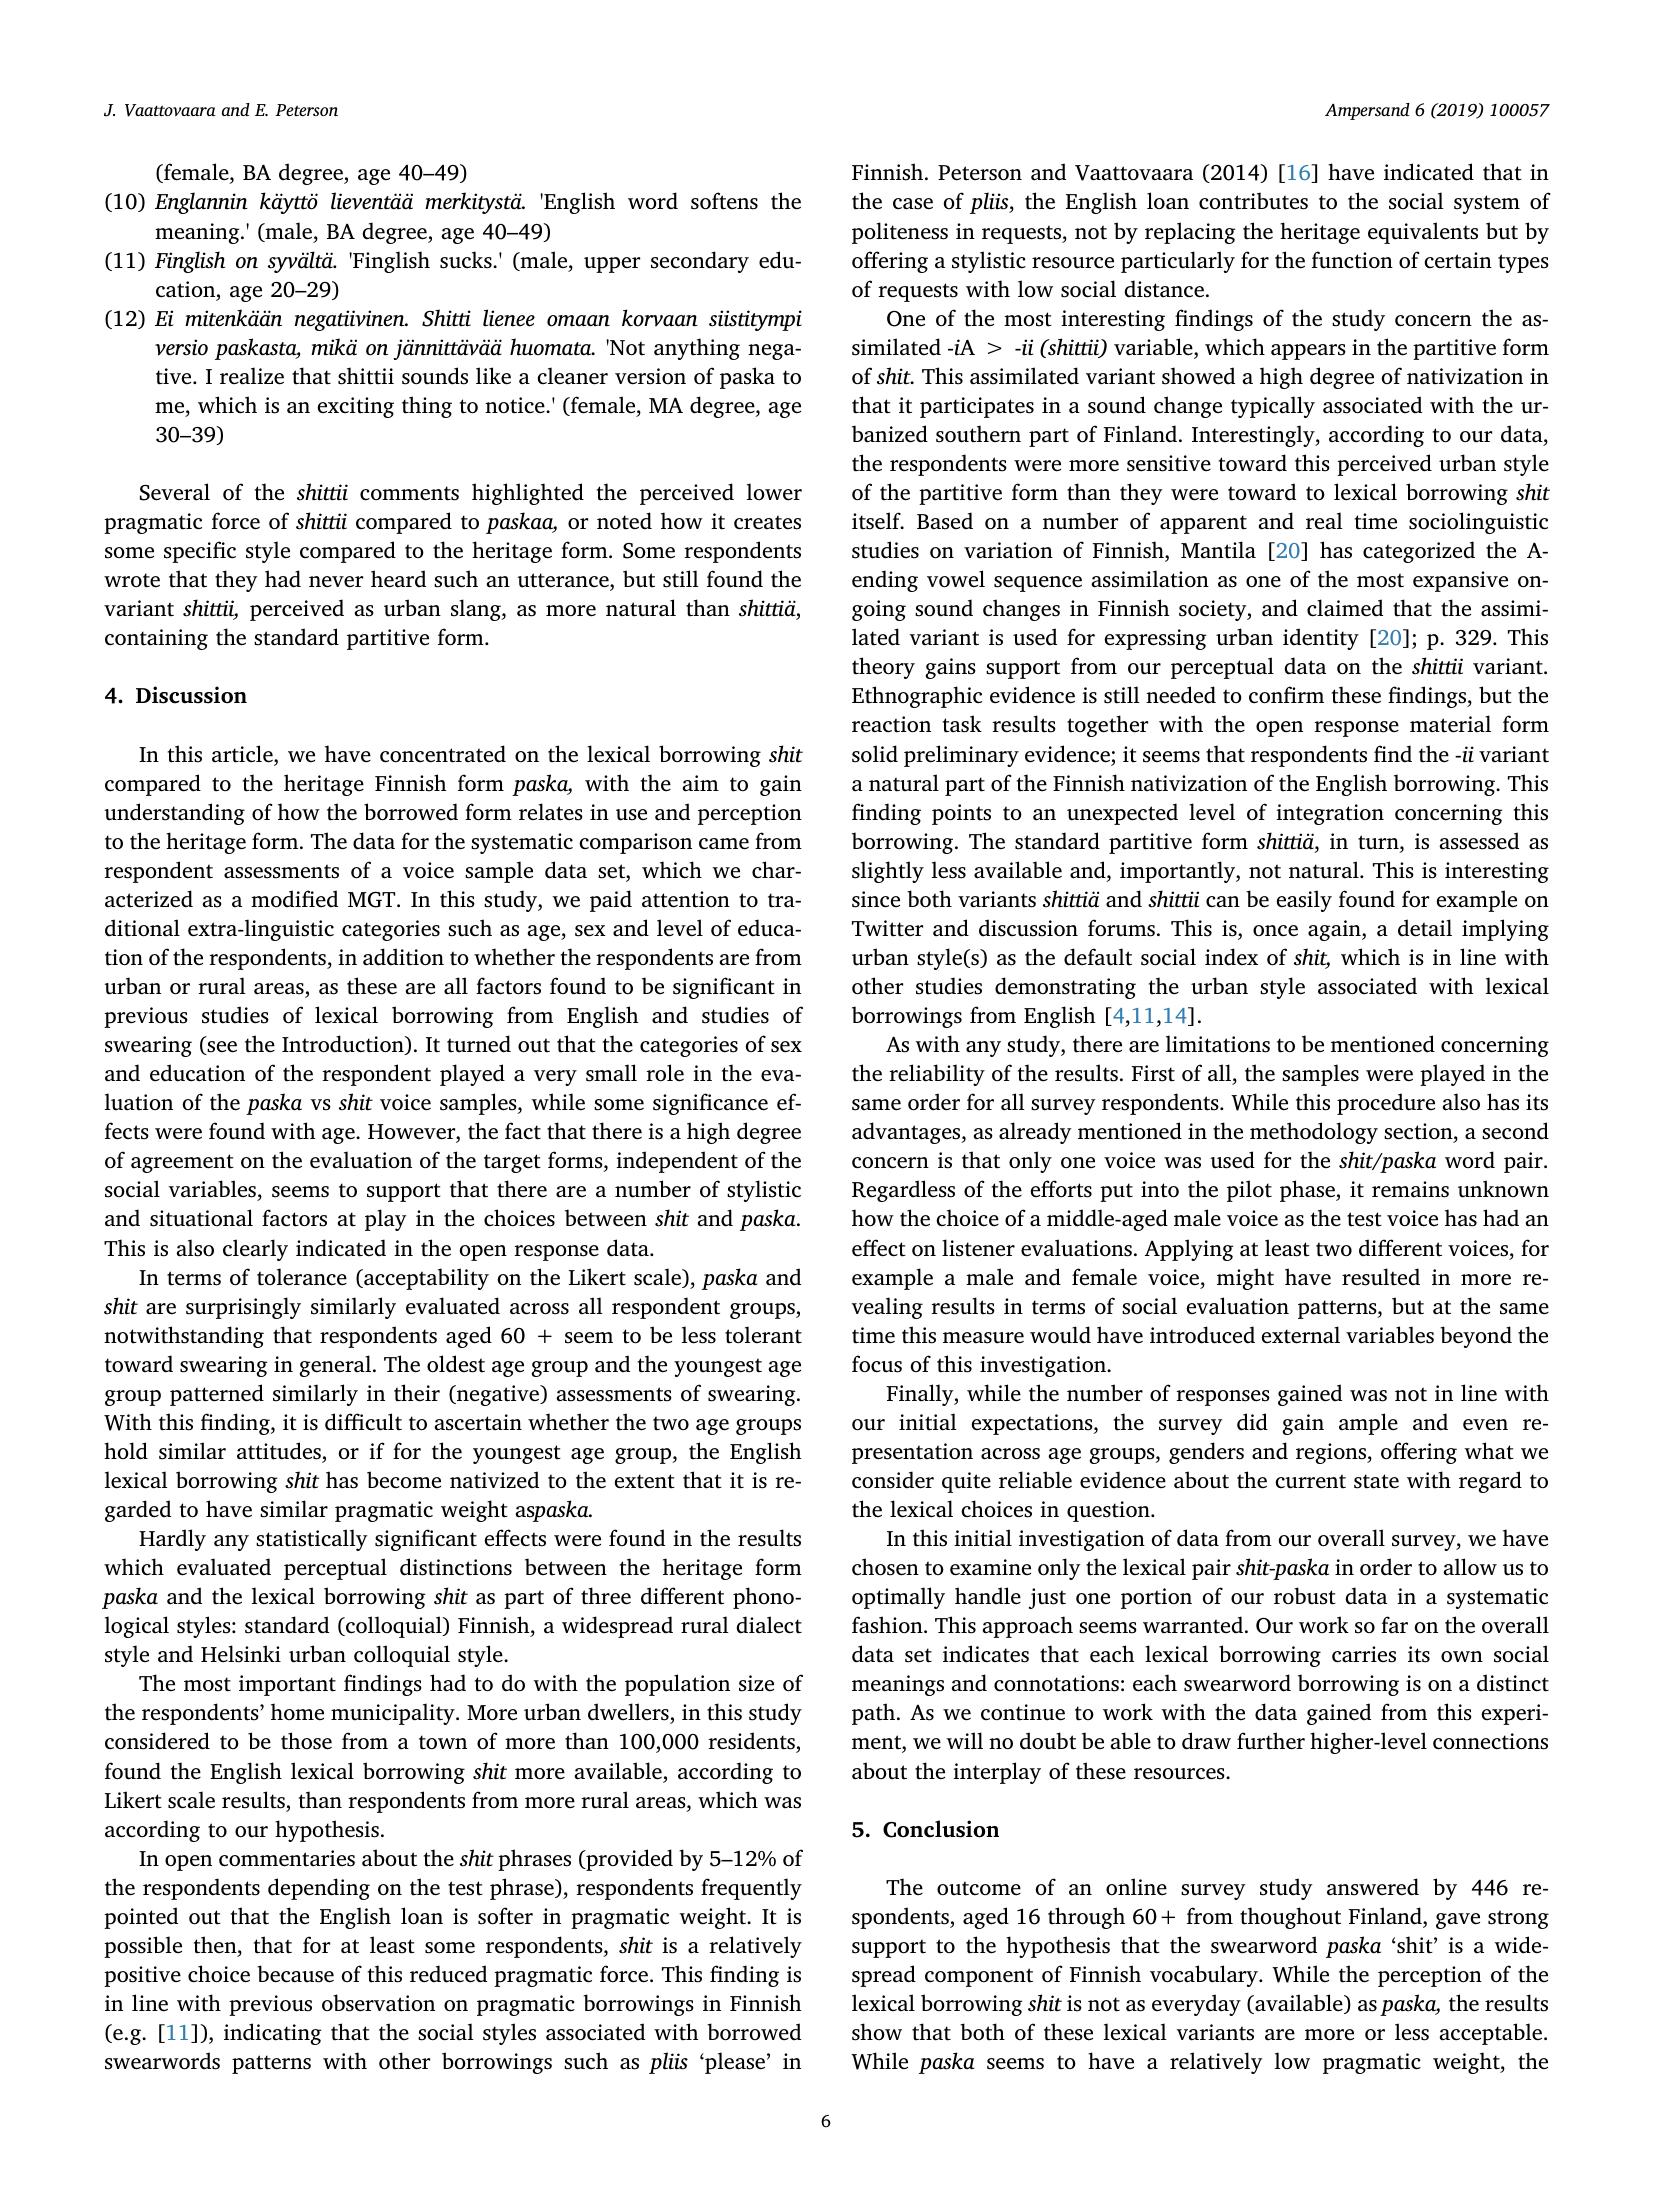 J. Vaattovaara and E. Peterson
Ampersand 6 (2019) 100057
(female, BA degree, age 40–49)
(10) Englannin käyttö lieventää merkitystä. 'English word softens the
meaning.' (male, BA degree, age 40–49)
(11) Finglish on syvältä. 'Finglish sucks.' (male, upper secondary edu-
cation, age 20–29)
(12) Ei mitenkään negatiivinen. Shitti lienee omaan korvaan siistitympi
versio paskasta, mikä on jännittävää huomata. 'Not anything nega-
tive. I realize that shittii sounds like a cleaner version of paska to
me, which is an exciting thing to notice.' (female, MA degree, age
30–39)
Several of the shittii comments highlighted the perceived lower
pragmatic force of shittii compared to paskaa, or noted how it creates
some specific style compared to the heritage form. Some respondents
wrote that they had never heard such an utterance, but still found the
variant shittii, perceived as urban slang, as more natural than shittiä,
containing the standard partitive form.
4. Discussion
In this article, we have concentrated on the lexical borrowing shit
compared to the heritage Finnish form paska, with the aim to gain
understanding of how the borrowed form relates in use and perception
to the heritage form. The data for the systematic comparison came from
respondent assessments of a voice sample data set, which we char-
acterized as a modified MGT. In this study, we paid attention to tra-
ditional extra-linguistic categories such as age, sex and level of educa-
tion of the respondents, in addition to whether the respondents are from
urban or rural areas, as these are all factors found to be significant in
previous studies of lexical borrowing from English and studies of
swearing (see the Introduction). It turned out that the categories of sex
and education of the respondent played a very small role in the eva-
luation of the paska vs shit voice samples, while some significance ef-
fects were found with age. However, the fact that there is a high degree
of agreement on the evaluation of the target forms, independent of the
social variables, seems to support that there are a number of stylistic
and situational factors at play in the choices between shit and paska.
This is also clearly indicated in the open response data.
In terms of tolerance (acceptability on the Likert scale), paska and
shit are surprisingly similarly evaluated across all respondent groups,
notwithstanding that respondents aged 60 + seem to be less tolerant
toward swearing in general. The oldest age group and the youngest age
group patterned similarly in their (negative) assessments of swearing.
With this finding, it is difficult to ascertain whether the two age groups
hold similar attitudes, or if for the youngest age group, the English
lexical borrowing shit has become nativized to the extent that it is re-
garded to have similar pragmatic weight aspaska.
Hardly any statistically significant effects were found in the results
which evaluated perceptual distinctions between the heritage form
paska and the lexical borrowing shit as part of three different phono-
logical styles: standard (colloquial) Finnish, a widespread rural dialect
style and Helsinki urban colloquial style.
The most important findings had to do with the population size of
the respondents’ home municipality. More urban dwellers, in this study
considered to be those from a town of more than 100,000 residents,
found the English lexical borrowing shit more available, according to
Likert scale results, than respondents from more rural areas, which was
according to our hypothesis.
In open commentaries about the shit phrases (provided by 5–12% of
the respondents depending on the test phrase), respondents frequently
pointed out that the English loan is softer in pragmatic weight. It is
possible then, that for at least some respondents, shit is a relatively
positive choice because of this reduced pragmatic force. This finding is
in line with previous observation on pragmatic borrowings in Finnish
(e.g. [11]), indicating that the social styles associated with borrowed
swearwords patterns with other borrowings such as pliis ‘please’ in
Finnish. Peterson and Vaattovaara (2014) [16] have indicated that in
the case of pliis, the English loan contributes to the social system of
politeness in requests, not by replacing the heritage equivalents but by
offering a stylistic resource particularly for the function of certain types
of requests with low social distance.
One of the most interesting findings of the study concern the as-
similated -iA > -ii (shittii) variable, which appears in the partitive form
of shit. This assimilated variant showed a high degree of nativization in
that it participates in a sound change typically associated with the ur-
banized southern part of Finland. Interestingly, according to our data,
the respondents were more sensitive toward this perceived urban style
of the partitive form than they were toward to lexical borrowing shit
itself. Based on a number of apparent and real time sociolinguistic
studies on variation of Finnish, Mantila [20] has categorized the A-
ending vowel sequence assimilation as one of the most expansive on-
going sound changes in Finnish society, and claimed that the assimi-
lated variant is used for expressing urban identity [20]; p. 329. This
theory gains support from our perceptual data on the shittii variant.
Ethnographic evidence is still needed to confirm these findings, but the
reaction task results together with the open response material form
solid preliminary evidence; it seems that respondents find the -ii variant
a natural part of the Finnish nativization of the English borrowing. This
finding points to an unexpected level of integration concerning this
borrowing. The standard partitive form shittiä, in turn, is assessed as
slightly less available and, importantly, not natural. This is interesting
since both variants shittiä and shittii can be easily found for example on
Twitter and discussion forums. This is, once again, a detail implying
urban style(s) as the default social index of shit, which is in line with
other studies demonstrating the urban style associated with lexical
borrowings from English [4,11,14].
As with any study, there are limitations to be mentioned concerning
the reliability of the results. First of all, the samples were played in the
same order for all survey respondents. While this procedure also has its
advantages, as already mentioned in the methodology section, a second
concern is that only one voice was used for the shit/paska word pair.
Regardless of the efforts put into the pilot phase, it remains unknown
how the choice of a middle-aged male voice as the test voice has had an
effect on listener evaluations. Applying at least two different voices, for
example a male and female voice, might have resulted in more re-
vealing results in terms of social evaluation patterns, but at the same
time this measure would have introduced external variables beyond the
focus of this investigation.
Finally, while the number of responses gained was not in line with
our initial expectations, the survey did gain ample and even re-
presentation across age groups, genders and regions, offering what we
consider quite reliable evidence about the current state with regard to
the lexical choices in question.
In this initial investigation of data from our overall survey, we have
chosen to examine only the lexical pair shit-paska in order to allow us to
optimally handle just one portion of our robust data in a systematic
fashion. This approach seems warranted. Our work so far on the overall
data set indicates that each lexical borrowing carries its own social
meanings and connotations: each swearword borrowing is on a distinct
path. As we continue to work with the data gained from this experi-
ment, we will no doubt be able to draw further higher-level connections
about the interplay of these resources.
5. Conclusion
The outcome of an online survey study answered by 446 re-
spondents, aged 16 through 60+ from thoughout Finland, gave strong
support to the hypothesis that the swearword paska ‘shit’ is a wide-
spread component of Finnish vocabulary. While the perception of the
lexical borrowing shit is not as everyday (available) as paska, the results
show that both of these lexical variants are more or less acceptable.
While paska seems to have a relatively low pragmatic weight, the
6